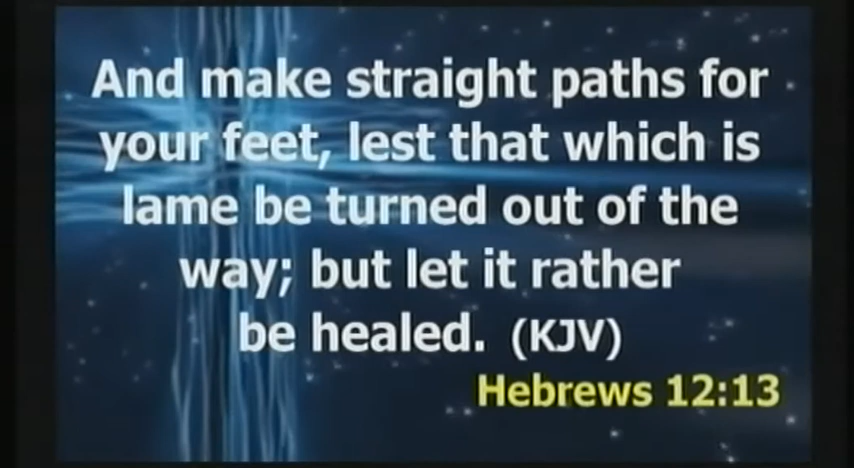 And make straight paths for
your feet, lest that which is
lame be turned out of the
way; but let it rather
be healed. (KJV)
Hebrews 12:13